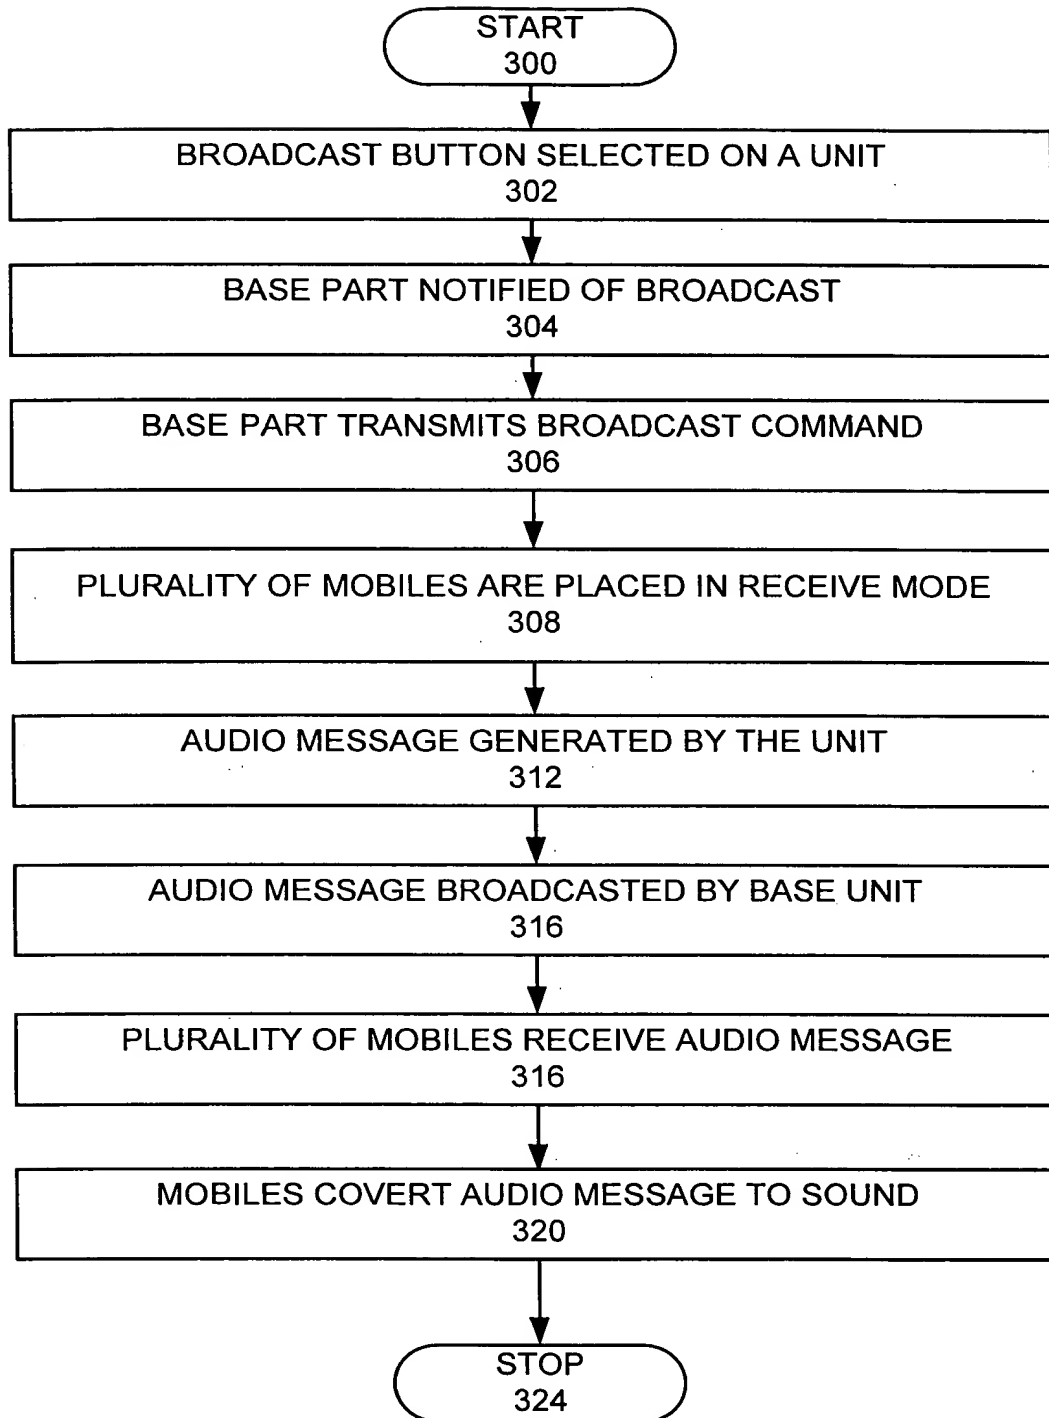 START
300
BROADCAST BUTTON SELECTED ON A UNIT
302
BASE PART NOTIFIED OF BROADCAST
304
BASE PART TRANSMITS BROADCAST COMMAND
306
PLURALITY OF MOBILES ARE PLACED IN RECEIVE MODE
308
AUDIO MESSAGE GENERATED BY THE UNIT
312
AUDIO MESSAGE BROADCASTED BY BASE UNIT
316
PLURALITY OF MOBILES RECEIVE AUDIO MESSAGE
316
MOBILES COVERT AUDIO MESSAGE TO SOUND
320
STOP
324